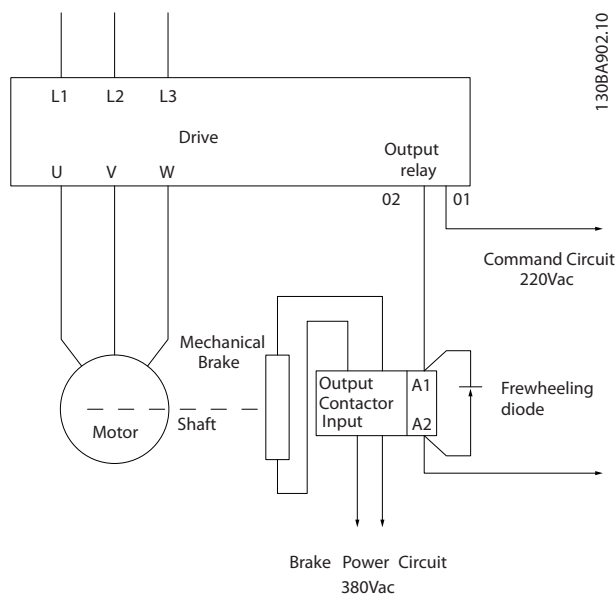 130BA902.10
L1 L2 L3
Drive
U V W
Output
relay
02 01
Command Circuit
220Vac
Mechanical
Brake
Output
Contactor
Input
A1
A2
Frewheeling
diode
Motor
Shaft
Brake Power Circuit
380Vac